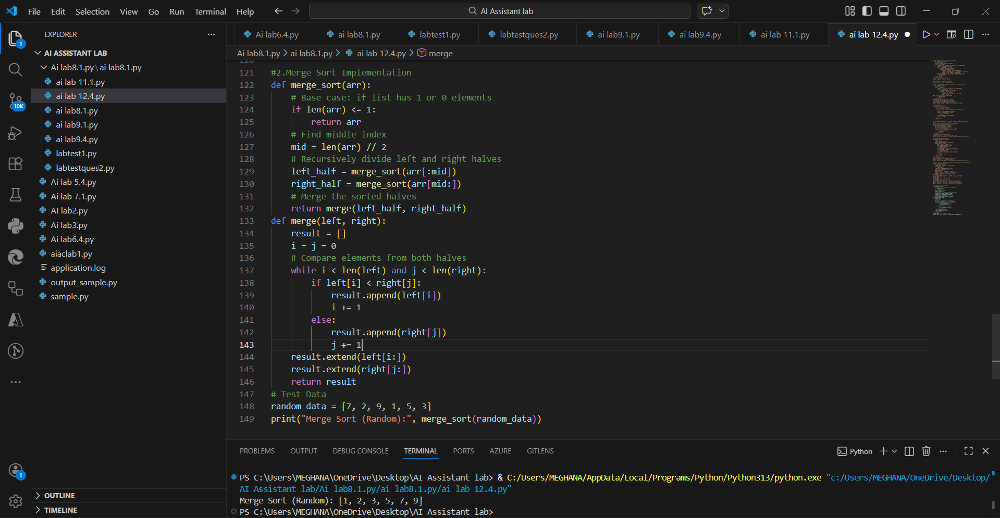 File Edit Selection View Go Run Terminal Help
AI Assistant lab
EXPLORER
AI ASSISTANT LAB
Ai lab8.1.py\ai lab8.1.py
ai lab 11.1.py
ai lab 12.4.py
ai lab8.1.py
ai lab9.1.py
ai lab9.4.py
labtest1.py
labtestques2.py
Ai lab 5.4.py
Ai lab 7.1.py
AI lab2.py
Ai lab3.py
Ai lab6.4.py
aiaclab1.py
application.log
output_sample.py
sample.py
OUTLINE
TIMELINE
1
10K
1
Ai lab6.4.py ai lab8.1.py labtest1.py labtestques2.py ai lab9.1.py ai lab9.4.py ai lab 11.1.py ai lab 12.4.py
Ai lab8.1.py > ai lab8.1.py > ai lab 12.4.py > merge
120
121 #2.Merge Sort Implementation
122 def merge_sort(arr):
123     # Base case: if list has 1 or 0 elements
124     if len(arr) <= 1:
125         return arr
126     # Find middle index
127     mid = len(arr) // 2
128     # Recursively divide left and right halves
129     left_half = merge_sort(arr[:mid])
130     right_half = merge_sort(arr[mid:])
131     # Merge the sorted halves
132     return merge(left_half, right_half)
133 def merge(left, right):
134     result = []
135     i = j = 0
136     # Compare elements from both halves
137     while i < len(left) and j < len(right):
138         if left[i] < right[j]:
139             result.append(left[i])
140             i += 1
141         else:
142             result.append(right[j])
143             j += 1
144     result.extend(left[i:])
145     result.extend(right[j:])
146     return result
147 # Test Data
148 random_data = [7, 2, 9, 1, 5, 3]
149 print("Merge Sort (Random):", merge_sort(random_data))
PROBLEMS OUTPUT DEBUG CONSOLE TERMINAL PORTS AZURE GITLENS
Python
PS C:\Users\MEGHANA\OneDrive\Desktop\AI Assistant lab> & C:/Users/MEGHANA/AppData/Local/Programs/Python/Python313/python.exe "c:/Users/MEGHANA/OneDrive/Desktop/
AI Assistant lab/Ai lab8.1.py/ai lab8.1.py/ai lab 12.4.py"
Merge Sort (Random): [1, 2, 3, 5, 7, 9]
PS C:\Users\MEGHANA\OneDrive\Desktop\AI Assistant lab>